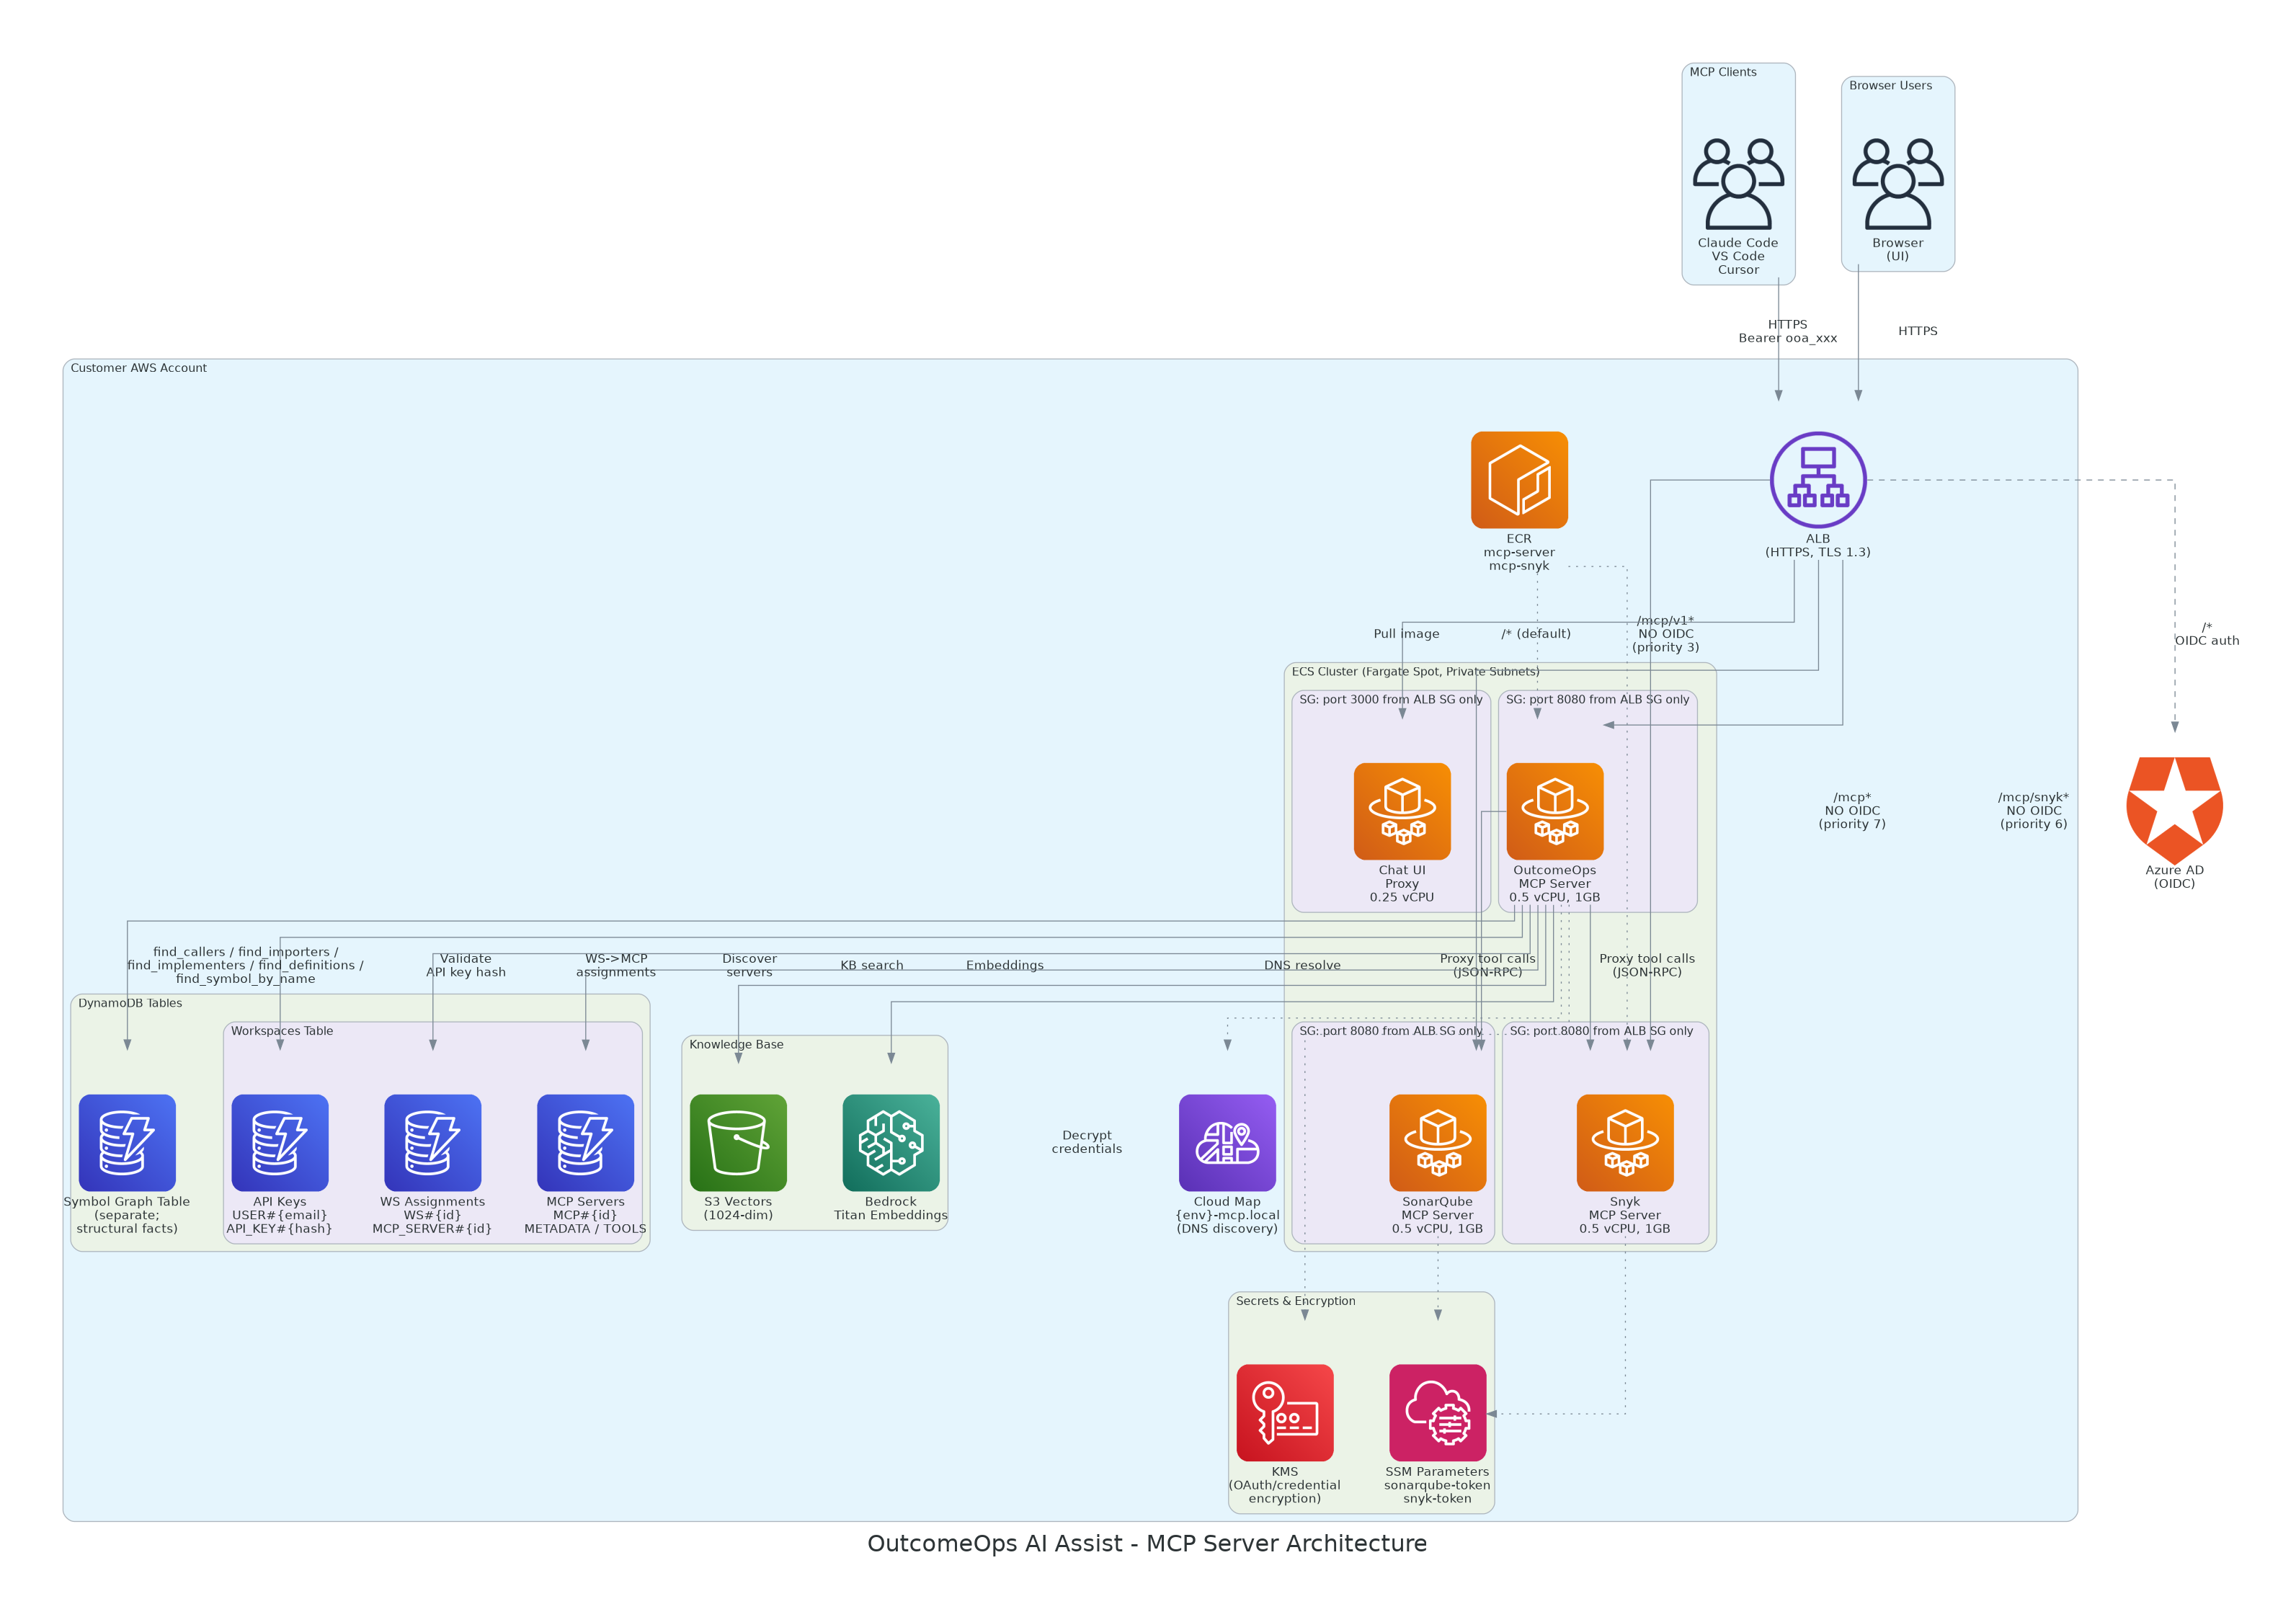 MCP Clients
Claude Code
VS Code
Cursor
Browser Users
Browser
(UI)
HTTPS
Bearer ooa_xxx
HTTPS
Customer AWS Account
ECR
mcp-server
mcp-snyk
ALB
(HTTPS, TLS 1.3)
Pull image
/* (default)
/mcp/v1*
NO OIDC
(priority 3)
/*
OIDC auth
ECS Cluster (Fargate Spot, Private Subnets)
SG: port 3000 from ALB SG only
SG: port 8080 from ALB SG only
Chat UI
Proxy
0.25 vCPU
OutcomeOps
MCP Server
0.5 vCPU, 1GB
/mcp*
NO OIDC
(priority 7)
/mcp/snyk*
NO OIDC
(priority 6)
Azure AD
(OIDC)
find_callers / find_importers /
find_implementers / find_definitions /
find_symbol_by_name
Validate
API key hash
WS->MCP
assignments
Discover
servers
KB search
Embeddings
DNS resolve
Proxy tool calls
(JSON-RPC)
Proxy tool calls
(JSON-RPC)
DynamoDB Tables
Workspaces Table
Symbol Graph Table
(separate;
structural facts)
API Keys
USER#{email}
API_KEY#{hash}
WS Assignments
WS#{id}
MCP_SERVER#{id}
MCP Servers
MCP#{id}
METADATA / TOOLS
Knowledge Base
S3 Vectors
(1024-dim)
Bedrock
Titan Embeddings
Decrypt
credentials
Cloud Map
{env}-mcp.local
(DNS discovery)
SG: port 8080 from ALB SG only
SG: port 8080 from ALB SG only
SonarQube
MCP Server
0.5 vCPU, 1GB
Snyk
MCP Server
0.5 vCPU, 1GB
Secrets & Encryption
KMS
(OAuth/credential
encryption)
SSM Parameters
sonarqube-token
snyk-token
OutcomeOps AI Assist - MCP Server Architecture